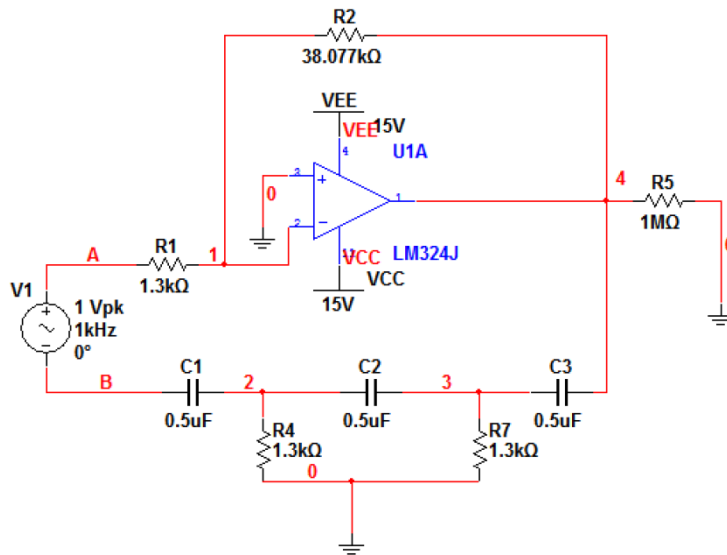 R2
38.077kΩ
VEE
VEE 15V
4
U1A
3
+
0
1
2
−
4
R5
1MΩ
A
R1
1.3kΩ
1
VCC
LM324J
VCC
15V
V1
+
1 Vpk
1kHz
0°
−
B
C1
0.5uF
2
C2
0.5uF
3
C3
0.5uF
R4
1.3kΩ
R7
1.3kΩ
0